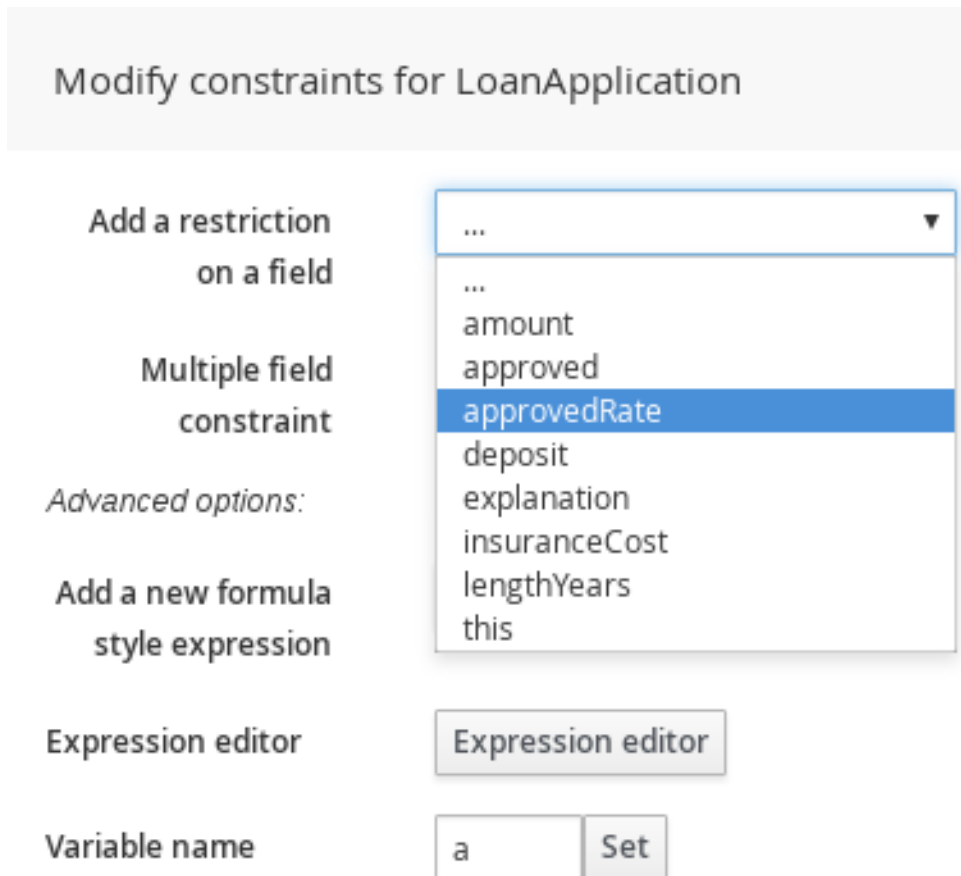 Modify constraints for LoanApplication
Add a restriction
on a field
...
...
amount
approved
approvedRate
deposit
explanation
insuranceCost
lengthYears
this
Multiple field
constraint
Advanced options:
Add a new formula
style expression
Expression editor
Expression editor
Variable name
a
Set